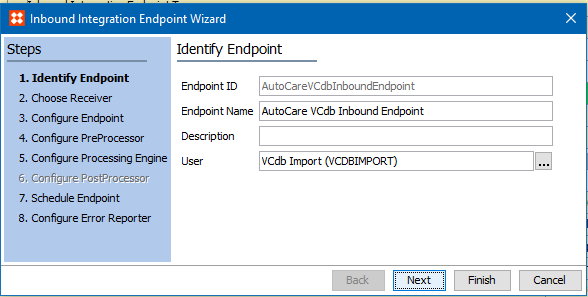 Inbound Integration Endpoint Wizard
Steps
1. Identify Endpoint
2. Choose Receiver
3. Configure Endpoint
4. Configure PreProcessor
5. Configure Processing Engine
6. Configure PostProcessor
7. Schedule Endpoint
8. Configure Error Reporter
Identify Endpoint
Endpoint ID AutoCareVCdbInboundEndpoint
Endpoint Name AutoCare VCdb Inbound Endpoint
Description
User VCdb Import (VCDBIMPORT) ...
Back Next Finish Cancel